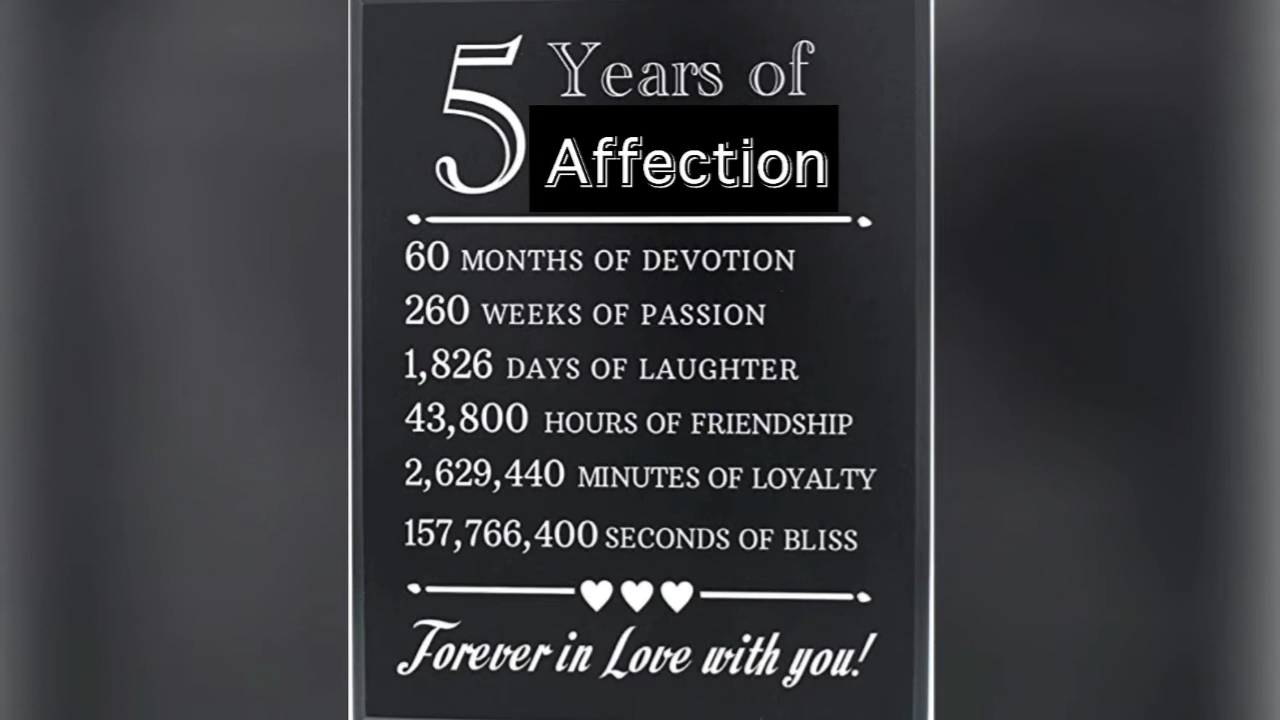 5 Years of
Affection
60 MONTHS OF DEVOTION
260 WEEKS OF PASSION
1,826 DAYS OF LAUGHTER
43,800 HOURS OF FRIENDSHIP
2,629,440 MINUTES OF LOYALTY
157,766,400 SECONDS OF BLISS
Forever in Love with you!